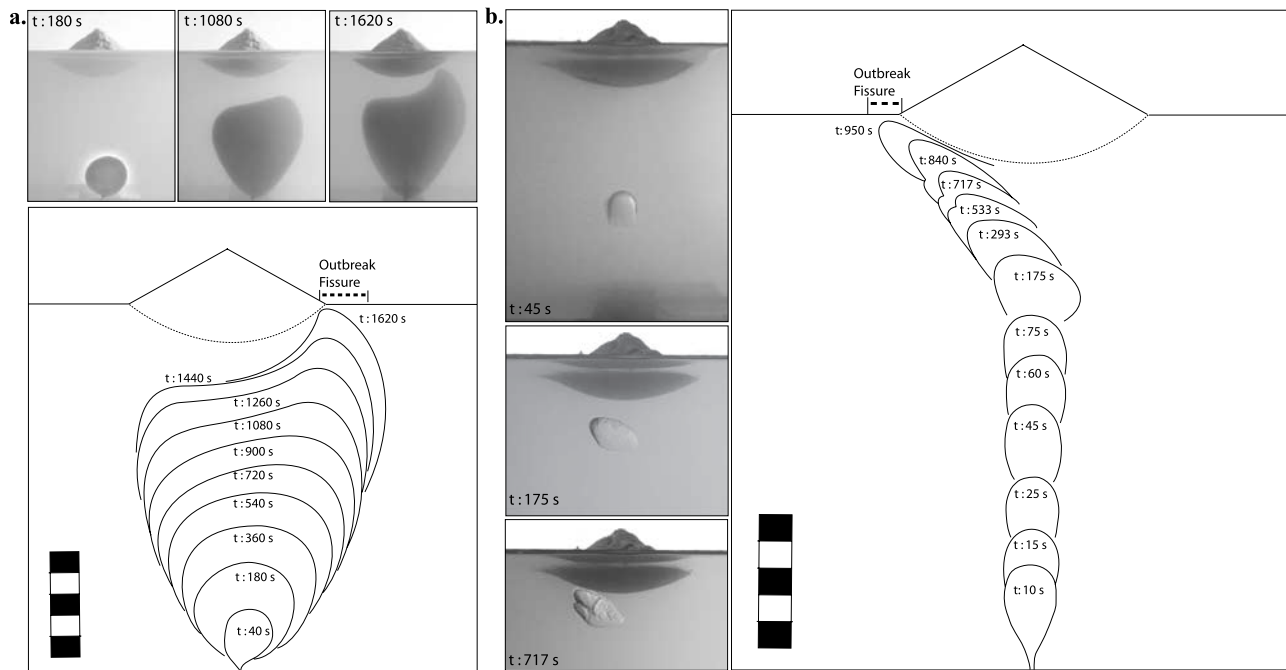 a.
t:180 s
t:1080 s
t:1620 s
Outbreak
Fissure
t:1620 s
t:1440 s
t:1260 s
t:1080 s
t:900 s
t:720 s
t:540 s
t:360 s
t:180 s
t:40 s
b.
t:45 s
t:175 s
t:717 s
Outbreak
Fissure
t:950 s
t:840 s
t:717 s
t:533 s
t:293 s
t:175 s
t:75 s
t:60 s
t:45 s
t:25 s
t:15 s
t:10 s